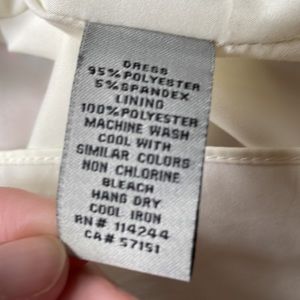 DRESS
95% POLYESTER
5% SPANDEX
LINING
100% POLYESTER
MACHINE WASH
COOL WITH
SIMILAR COLORS
NON CHLORINE
BLEACH
HANG DRY
COOL IRON
RN# 114244
CA# 57151